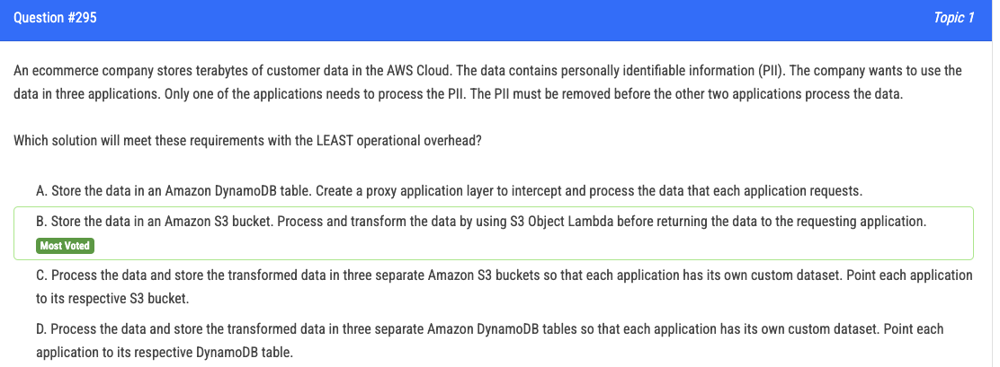 Question #295
Topic 1
An ecommerce company stores terabytes of customer data in the AWS Cloud. The data contains personally identifiable information (PII). The company wants to use the
data in three applications. Only one of the applications needs to process the PII. The PII must be removed before the other two applications process the data.
Which solution will meet these requirements with the LEAST operational overhead?
A. Store the data in an Amazon DynamoDB table. Create a proxy application layer to intercept and process the data that each application requests.
B. Store the data in an Amazon S3 bucket. Process and transform the data by using S3 Object Lambda before returning the data to the requesting application.
Most Voted
C. Process the data and store the transformed data in three separate Amazon S3 buckets so that each application has its own custom dataset. Point each application
to its respective S3 bucket.
D. Process the data and store the transformed data in three separate Amazon DynamoDB tables so that each application has its own custom dataset. Point each
application to its respective DynamoDB table.